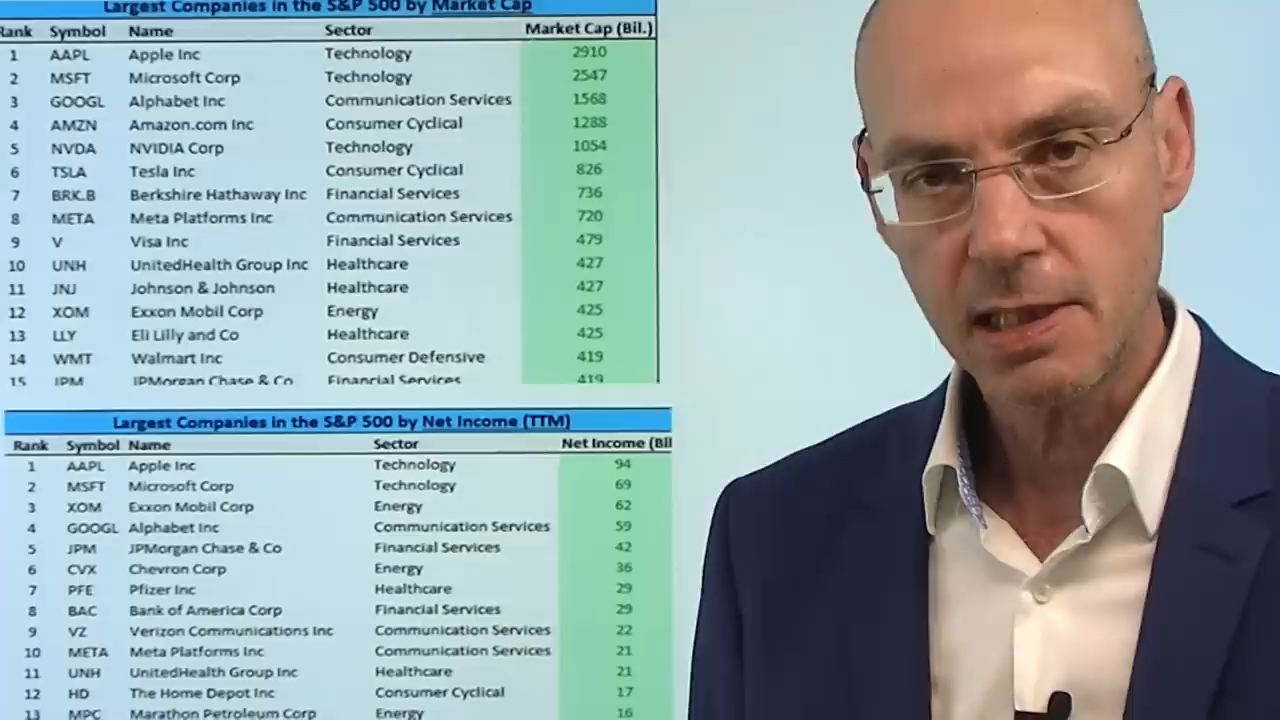 Largest Companies in the S&P 500 by Market Cap
Rank Symbol Name Sector Market Cap (Bil.)
1 AAPL Apple Inc Technology 2910
2 MSFT Microsoft Corp Technology 2547
3 GOOGL Alphabet Inc Communication Services 1568
4 AMZN Amazon.com Inc Consumer Cyclical 1288
5 NVDA NVIDIA Corp Technology 1054
6 TSLA Tesla Inc Consumer Cyclical 826
7 BRK.B Berkshire Hathaway Inc Financial Services 736
8 META Meta Platforms Inc Communication Services 720
9 V Visa Inc Financial Services 479
10 UNH UnitedHealth Group Inc Healthcare 427
11 JNJ Johnson & Johnson Healthcare 427
12 XOM Exxon Mobil Corp Energy 425
13 LLY Eli Lilly and Co Healthcare 425
14 WMT Walmart Inc Consumer Defensive 419
15 JPM JPMorgan Chase & Co Financial Services 419
Largest Companies in the S&P 500 by Net Income (TTM)
Rank Symbol Name Sector Net Income (Bil
1 AAPL Apple Inc Technology 94
2 MSFT Microsoft Corp Technology 69
3 XOM Exxon Mobil Corp Energy 62
4 GOOGL Alphabet Inc Communication Services 59
5 JPM JPMorgan Chase & Co Financial Services 42
6 CVX Chevron Corp Energy 36
7 PFE Pfizer Inc Healthcare 29
8 BAC Bank of America Corp Financial Services 29
9 VZ Verizon Communications Inc Communication Services 22
10 META Meta Platforms Inc Communication Services 21
11 UNH UnitedHealth Group Inc Healthcare 21
12 HD The Home Depot Inc Consumer Cyclical 17
13 MPC Marathon Petroleum Corp Energy 16